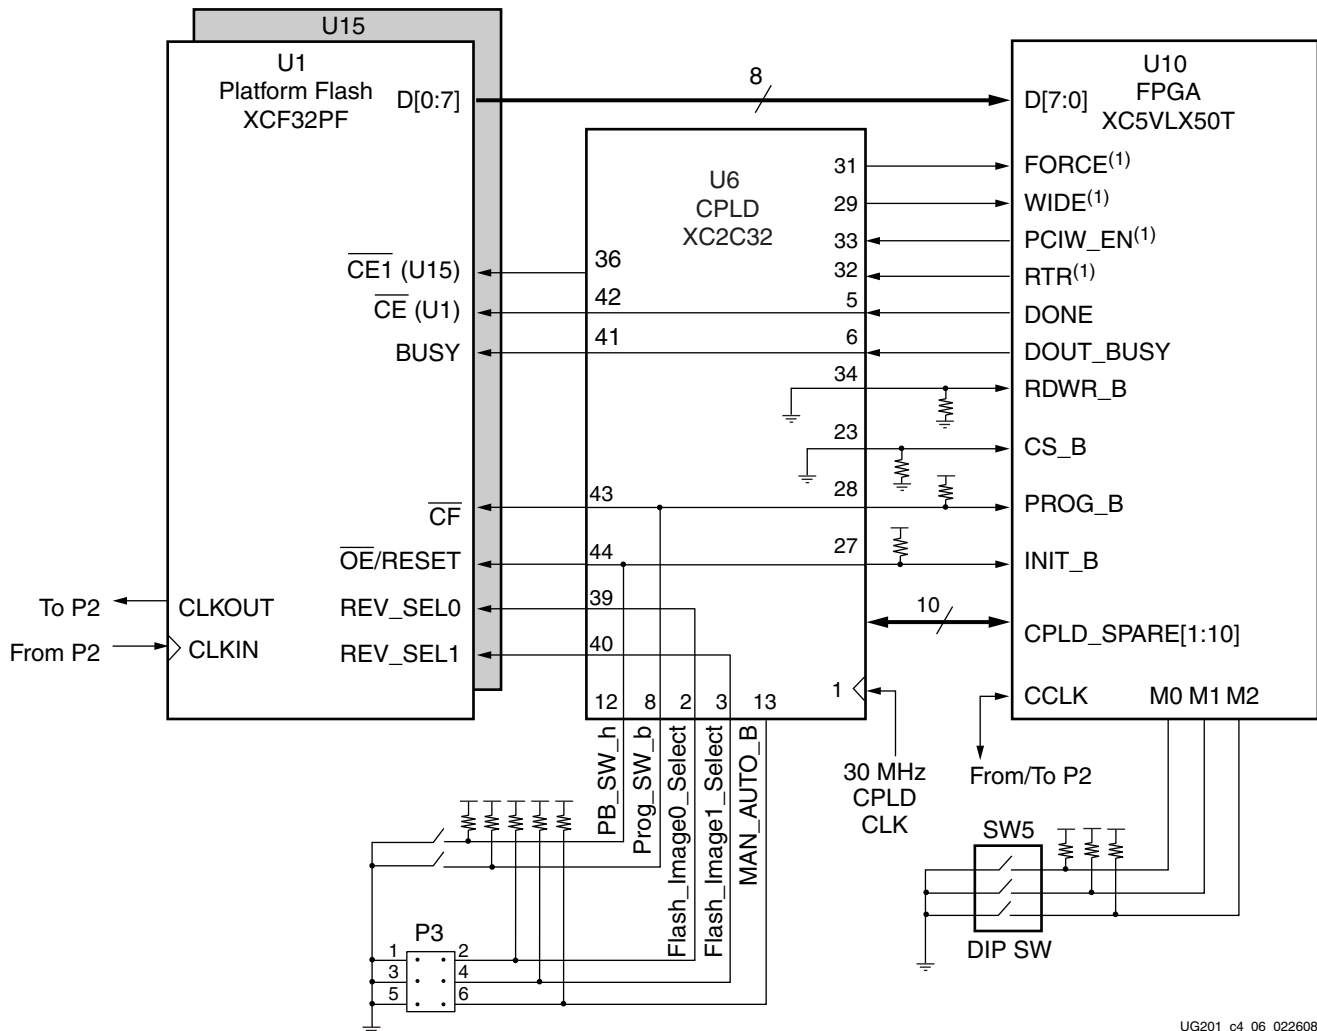 U15
U1
Platform Flash
XCF32PF
D[0:7]
8
U10
FPGA
XC5VLX50T
D[7:0]
U6
CPLD
XC2C32
31
FORCE(1)
29
WIDE(1)
33
PCIW_EN(1)
32
RTR(1)
CE1 (U15)
36
CE (U1)
42
5
DONE
BUSY
41
6
DOUT_BUSY
34
RDWR_B
23
CS_B
CF
43
28
PROG_B
OE/RESET
44
27
INIT_B
To P2
CLKOUT
REV_SEL0
39
10
CPLD_SPARE[1:10]
From P2
CLKIN
REV_SEL1
40
12 8 2 3 13
1
CCLK
M0 M1 M2
PB_SW_h
Prog_SW_b
Flash_Image0_Select
Flash_Image1_Select
MAN_AUTO_B
30 MHz
CPLD
CLK
From/To P2
SW5
DIP SW
P3
1 2
3 4
5 6
UG201_c4_06_022608